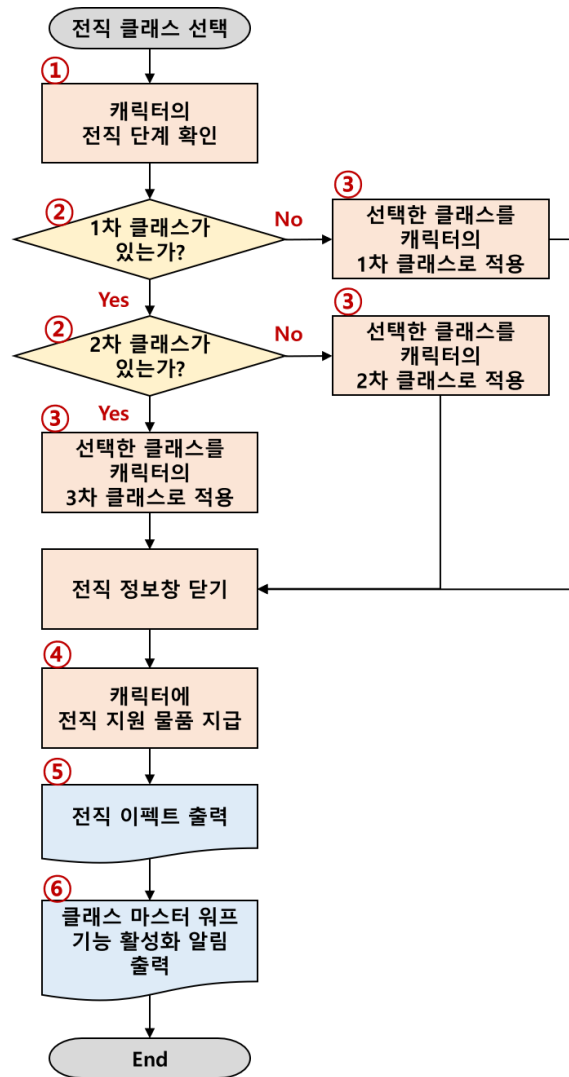 전직 클래스 선택
①
캐릭터의
전직 단계 확인
②
1차 클래스가
있는가?
No
③
선택한 클래스를
캐릭터의
1차 클래스로 적용
Yes
②
2차 클래스가
있는가?
No
③
선택한 클래스를
캐릭터의
2차 클래스로 적용
Yes
③
선택한 클래스를
캐릭터의
3차 클래스로 적용
전직 정보창 닫기
④
캐릭터에
전직 지원 물품 지급
⑤
전직 이펙트 출력
⑥
클래스 마스터 워프
기능 활성화 알림
출력
End